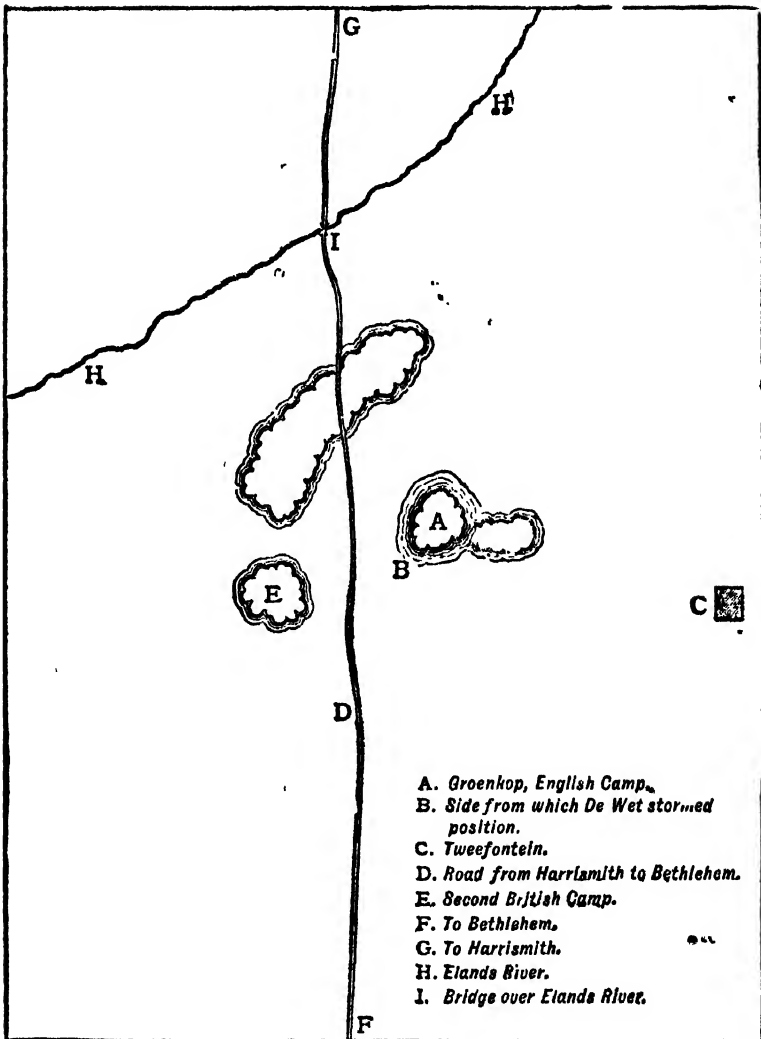 G
H
I
H
A
B
E
C
D
A. Groenkop, English Camp.
B. Side from which De Wet stormed
position.
C. Tweefontein.
D. Road from Harrismith to Bethlehem.
E. Second British Camp.
F. To Bethlehem.
G. To Harrismith.
H. Elands River.
I. Bridge over Elands River.
F